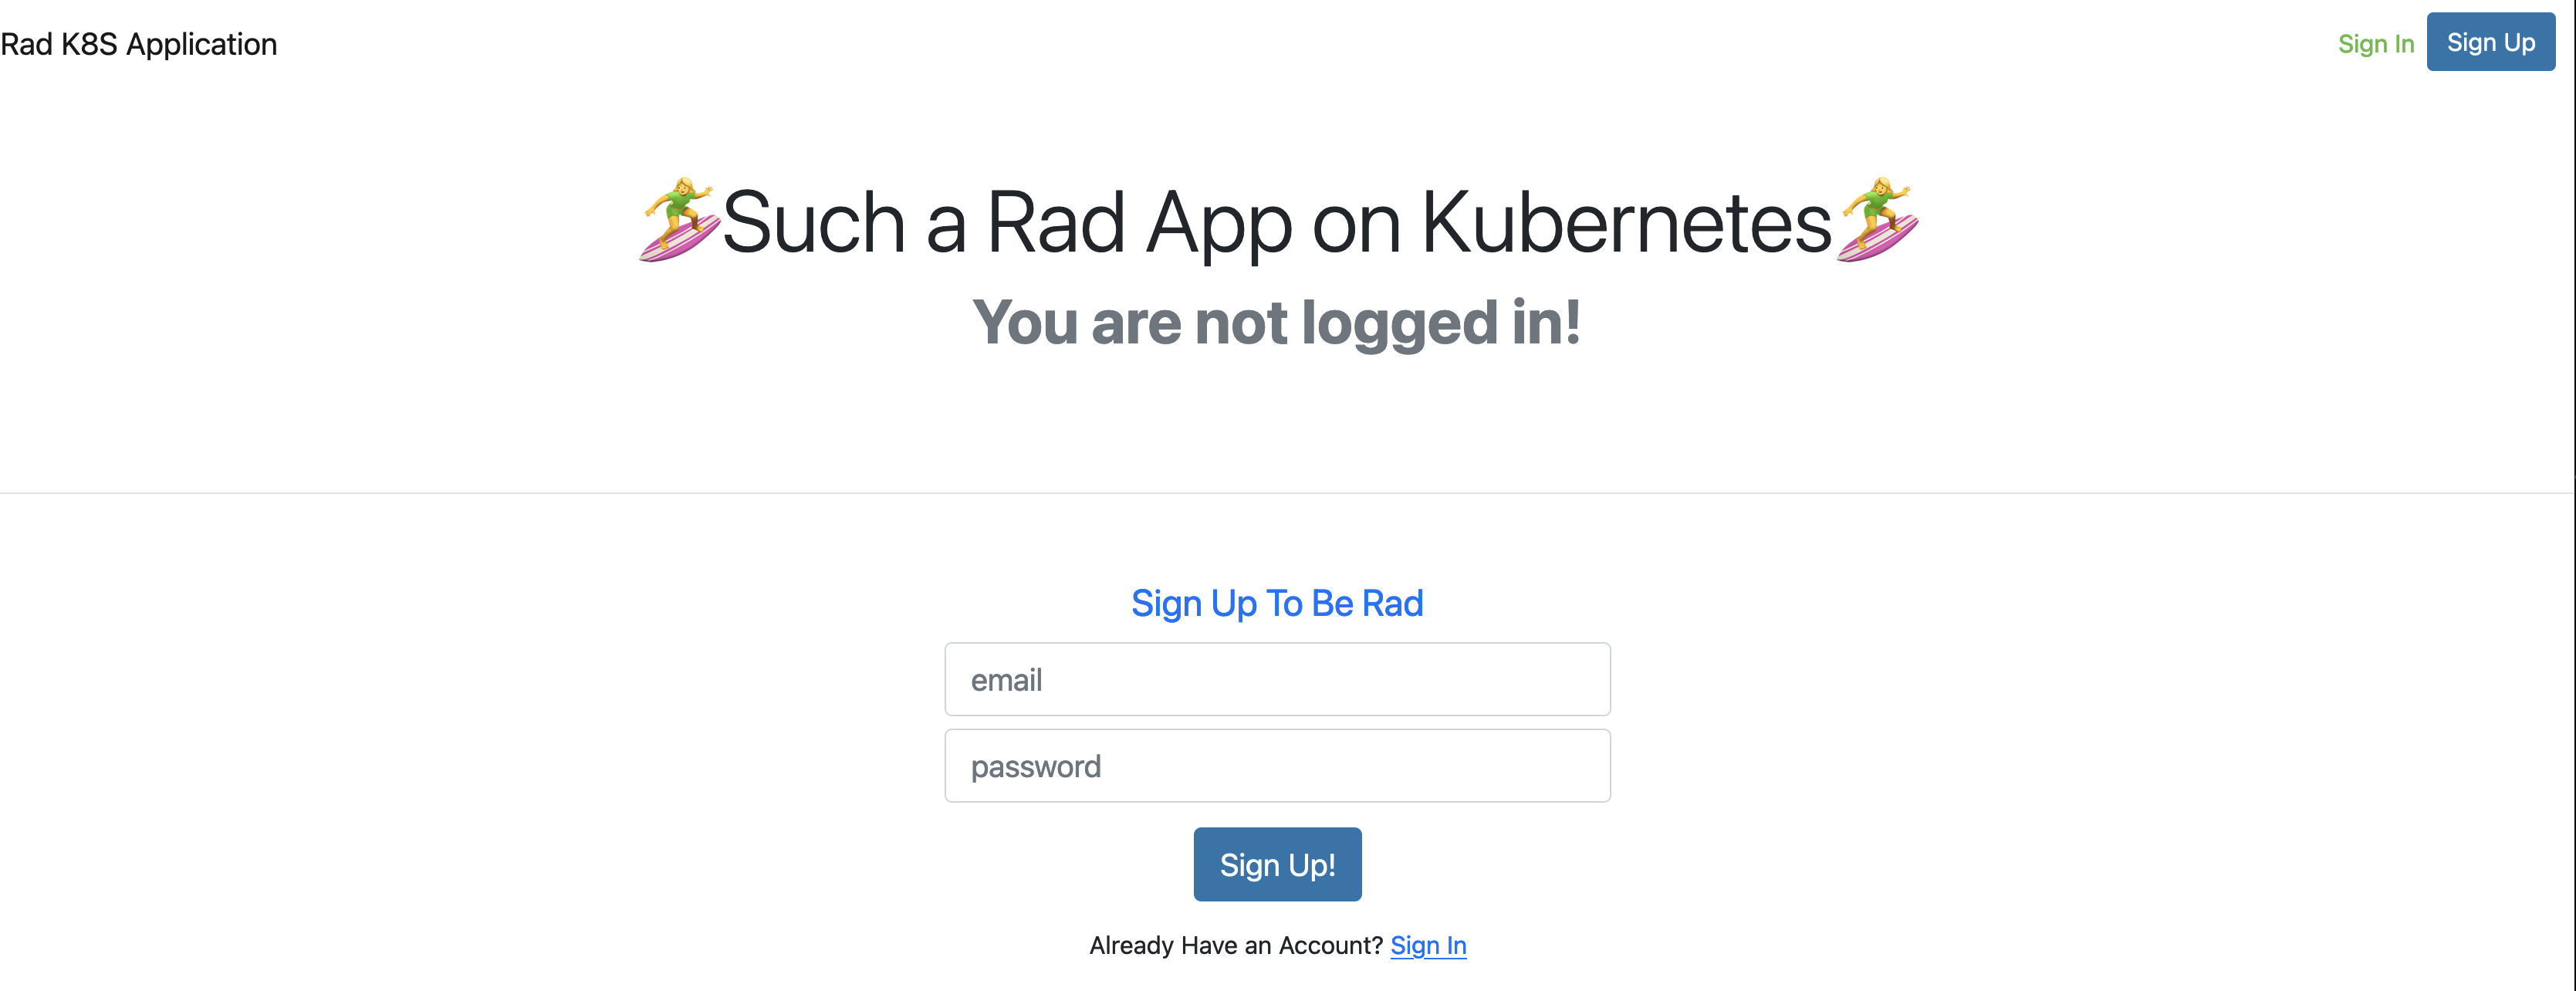 Rad K8S Application
Sign In
Sign Up
🏄‍♀️Such a Rad App on Kubernetes🏄‍♀️
You are not logged in!
Sign Up To Be Rad
email
password
Sign Up!
Already Have an Account? Sign In